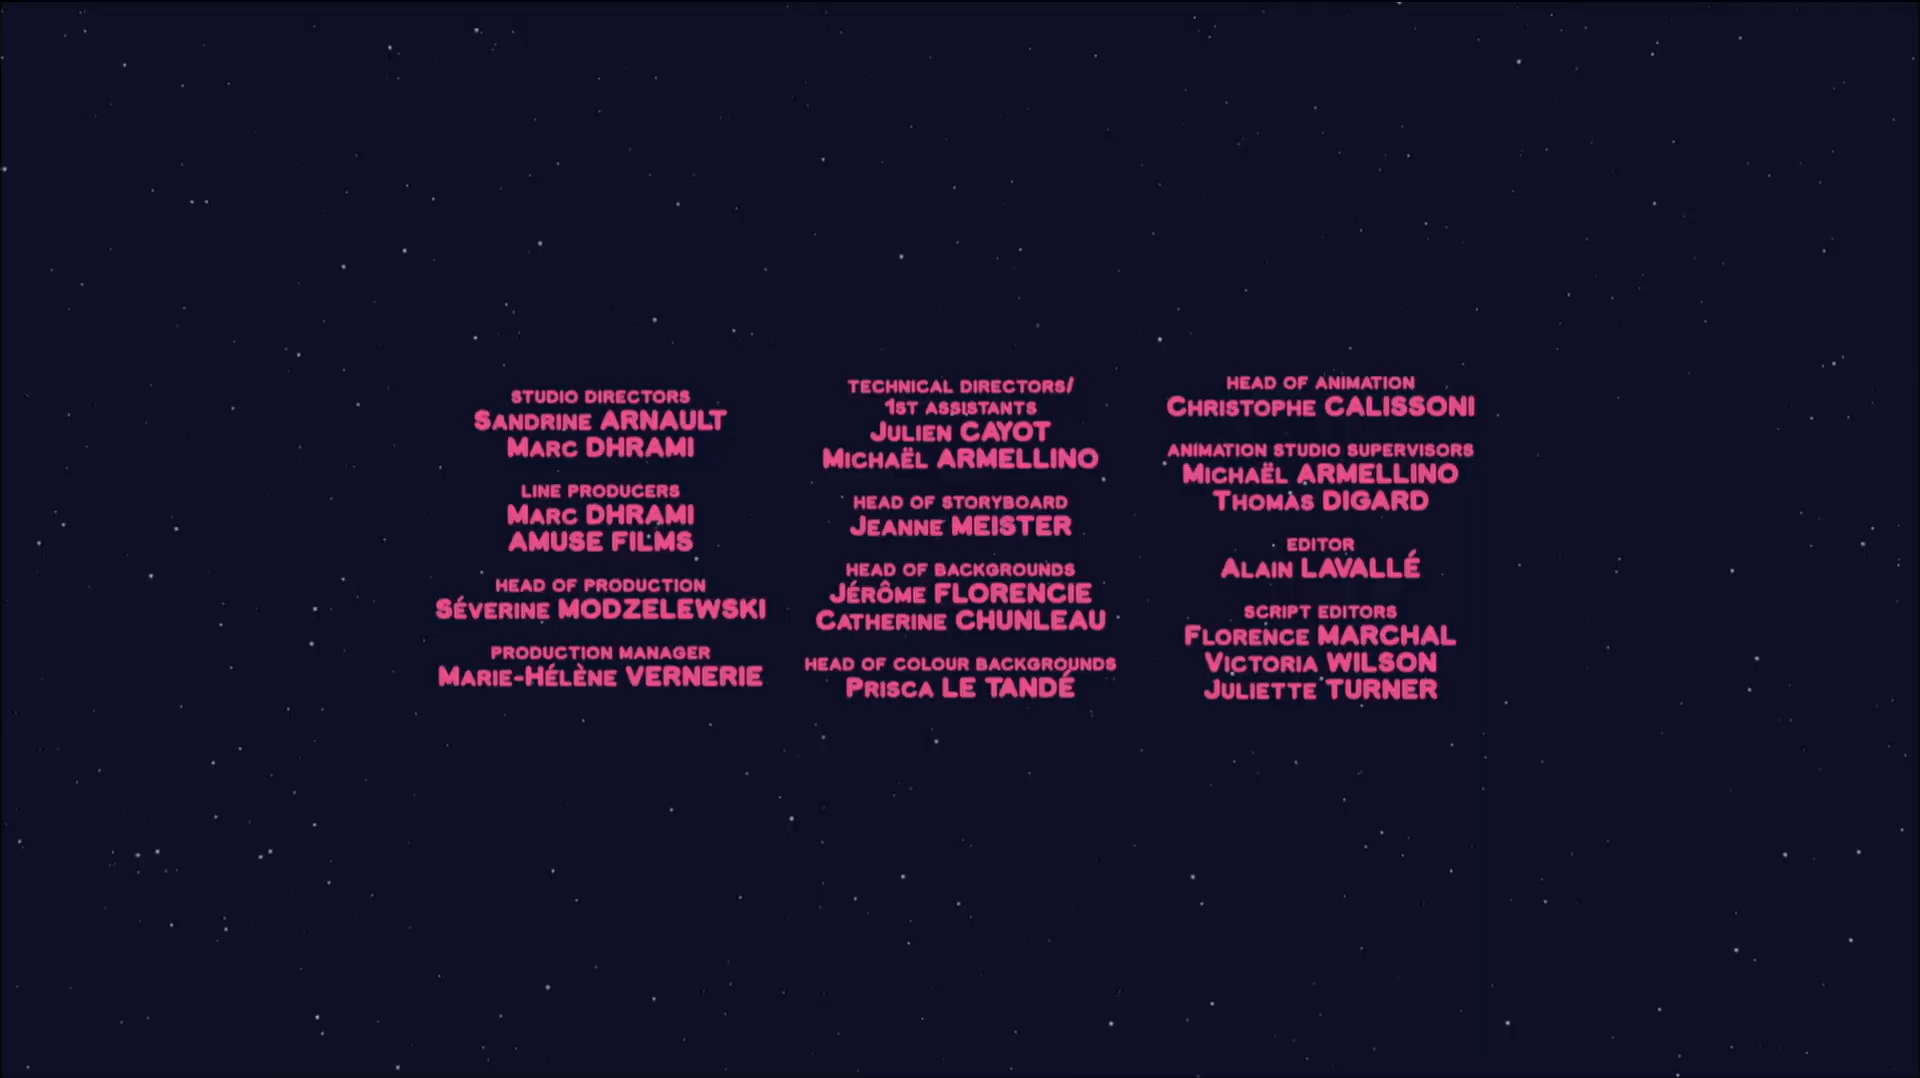 STUDIO DIRECTORS
SANDRINE ARNAULT
MARC DHRAMI
LINE PRODUCERS
MARC DHRAMI
AMUSE FILMS
HEAD OF PRODUCTION
SÉVERINE MODZELEWSKI
PRODUCTION MANAGER
MARIE-HÉLÈNE VERNERIE
TECHNICAL DIRECTORS/
1ST ASSISTANTS
JULIEN CAYOT
MICHAËL ARMELLINO
HEAD OF STORYBOARD
JEANNE MEISTER
HEAD OF BACKGROUNDS
JÉRÔME FLORENCIE
CATHERINE CHUNLEAU
HEAD OF COLOUR BACKGROUNDS
PRISCA LE TANDÉ
HEAD OF ANIMATION
CHRISTOPHE CALISSONI
ANIMATION STUDIO SUPERVISORS
MICHAËL ARMELLINO
THOMAS DIGARD
EDITOR
ALAIN LAVALLÉ
SCRIPT EDITORS
FLORENCE MARCHAL
VICTORIA WILSON
JULIETTE TURNER